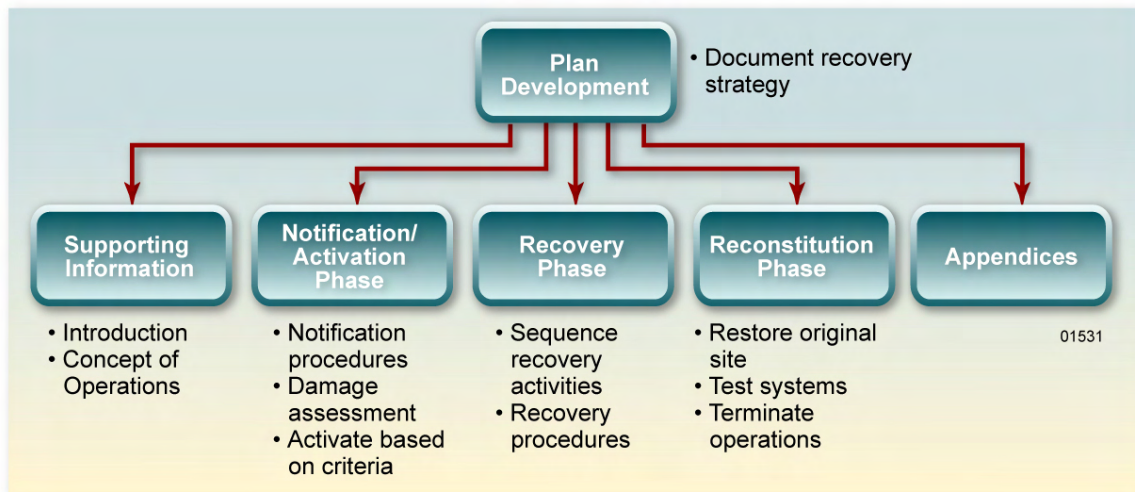 Plan
Development
• Document recovery
strategy
Supporting
Information
• Introduction
• Concept of
Operations
Notification/
Activation
Phase
• Notification
procedures
• Damage
assessment
• Activate based
on criteria
Recovery
Phase
• Sequence
recovery
activities
• Recovery
procedures
Reconstitution
Phase
• Restore original
site
• Test systems
• Terminate
operations
Appendices
01531